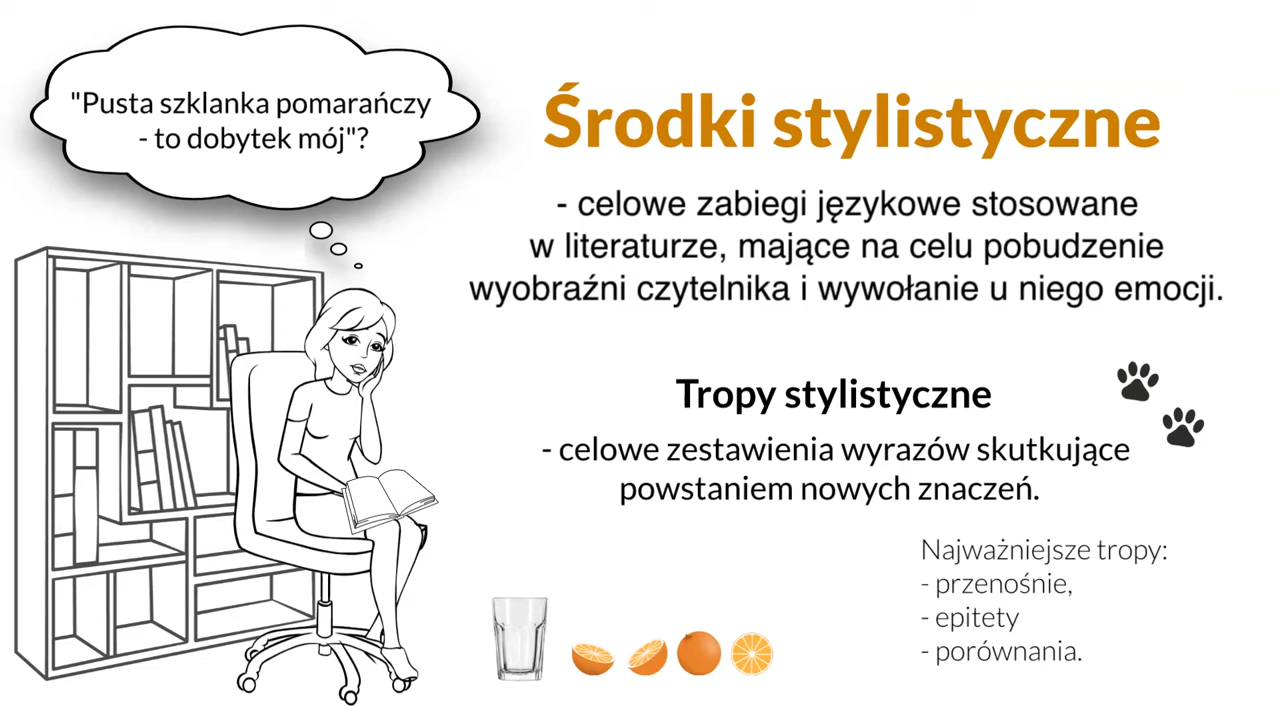 "Pusta szklanka pomarańczy
- to dobytek mój"?
Środki stylistyczne
- celowe zabiegi językowe stosowane
w literaturze, mające na celu pobudzenie
wyobraźni czytelnika i wywołanie u niego emocji.
Tropy stylistyczne
- celowe zestawienia wyrazów skutkujące
powstaniem nowych znaczeń.
Najważniejsze tropy:
- przenośnie,
- epitety
- porównania.